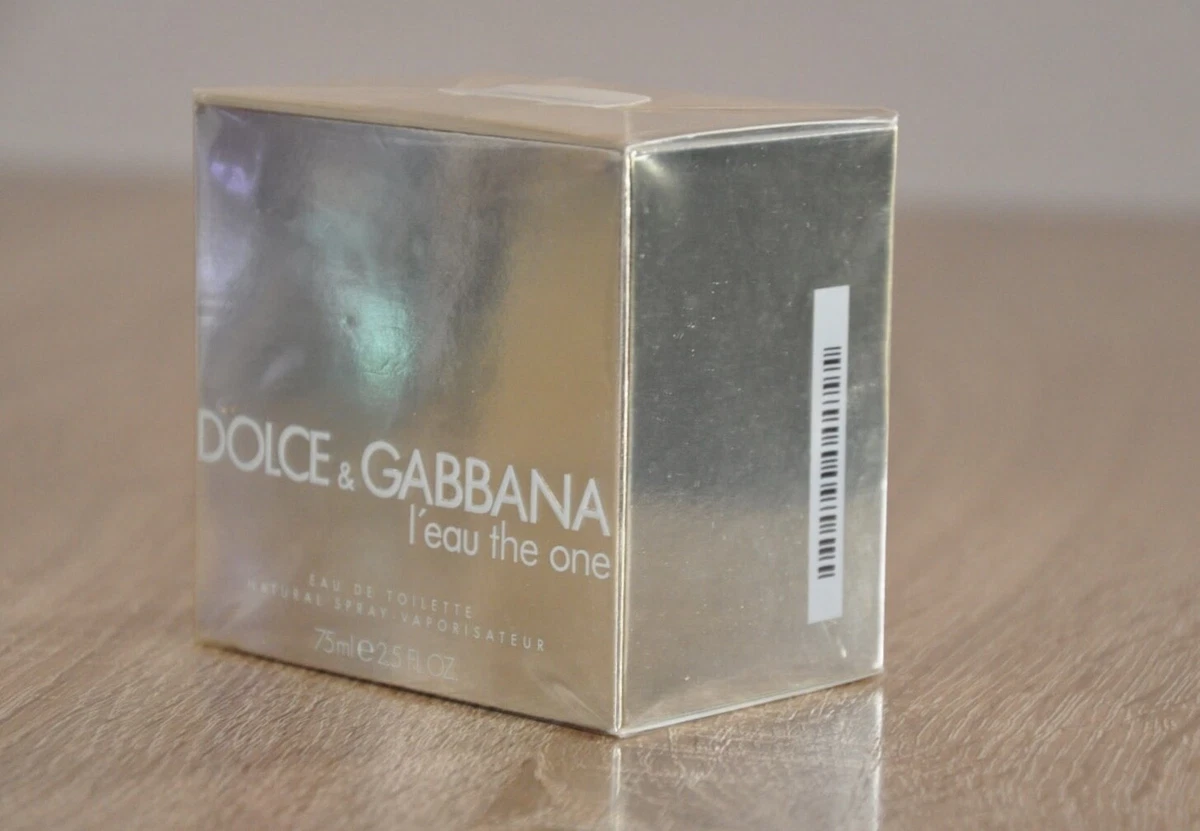 DOLCE & GABBANA
l'eau the one
EAU DE TOILETTE
NATURAL SPRAY VAPORISATEUR
75ml e 2.5 FL. OZ.